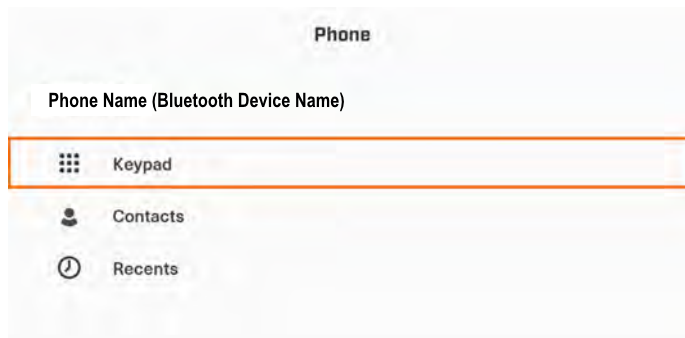 Phone
Phone Name (Bluetooth Device Name)
Keypad
Contacts
Recents